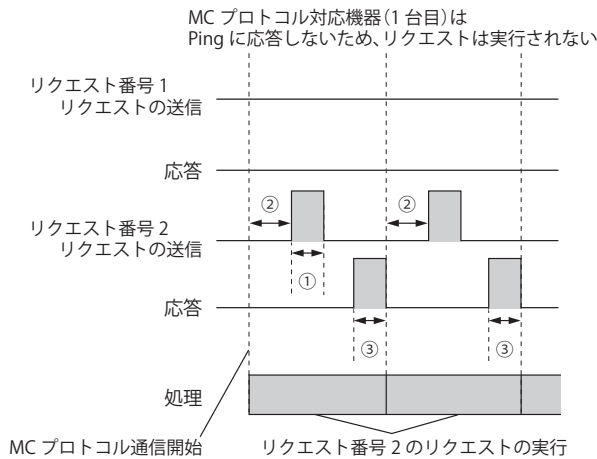 MC プロトコル対応機器（1 台目）は
Ping に応答しないため、リクエストは実行されない
リクエスト番号 1
リクエストの送信
応答
②
②
リクエスト番号 2
リクエストの送信
①
応答
③
③
処理
MC プロトコル通信開始
リクエスト番号 2 のリクエストの実行